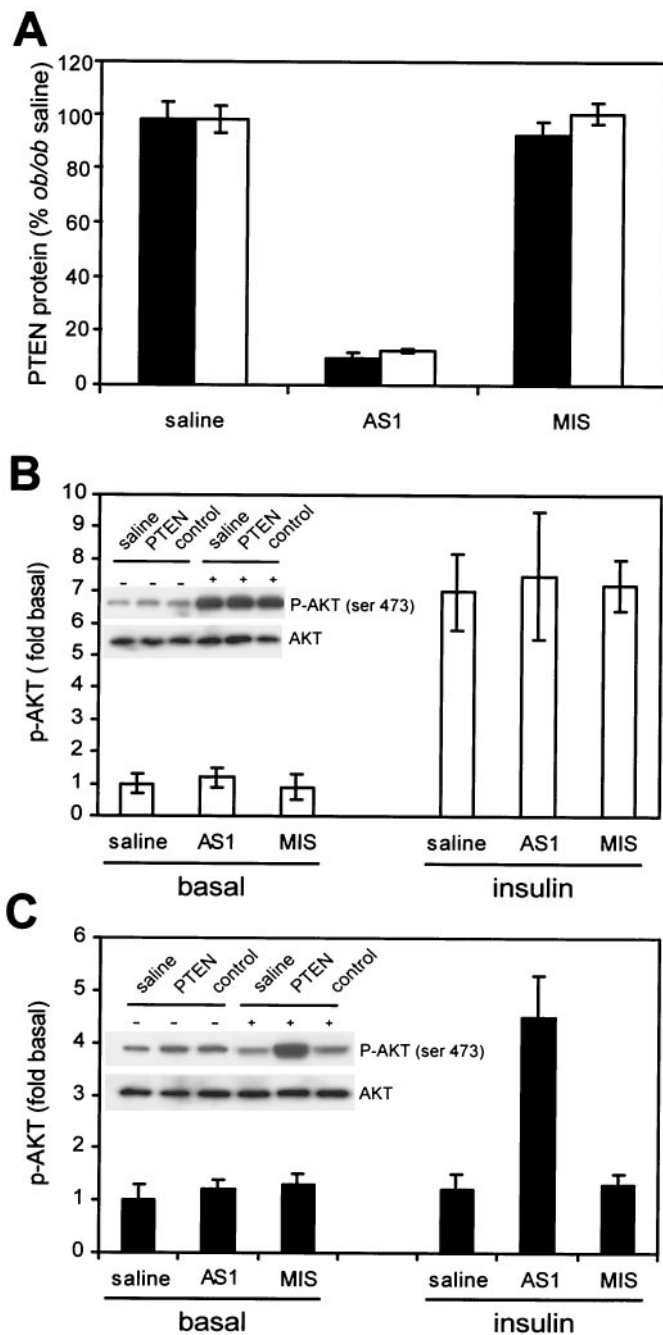 A
PTEN protein (% ob/ob saline)
120
100
80
60
40
20
0
saline AS1 MIS
B
p-AKT ( fold basal)
10
9
8
7
6
5
4
3
2
1
0
saline PTEN control saline PTEN control
- - - + + +
P-AKT (ser 473)
AKT
saline AS1 MIS saline AS1 MIS
basal insulin
C
p-AKT (fold basal)
6
5
4
3
2
1
0
saline PTEN control saline PTEN control
- - - + + +
P-AKT (ser 473)
AKT
saline AS1 MIS saline AS1 MIS
basal insulin